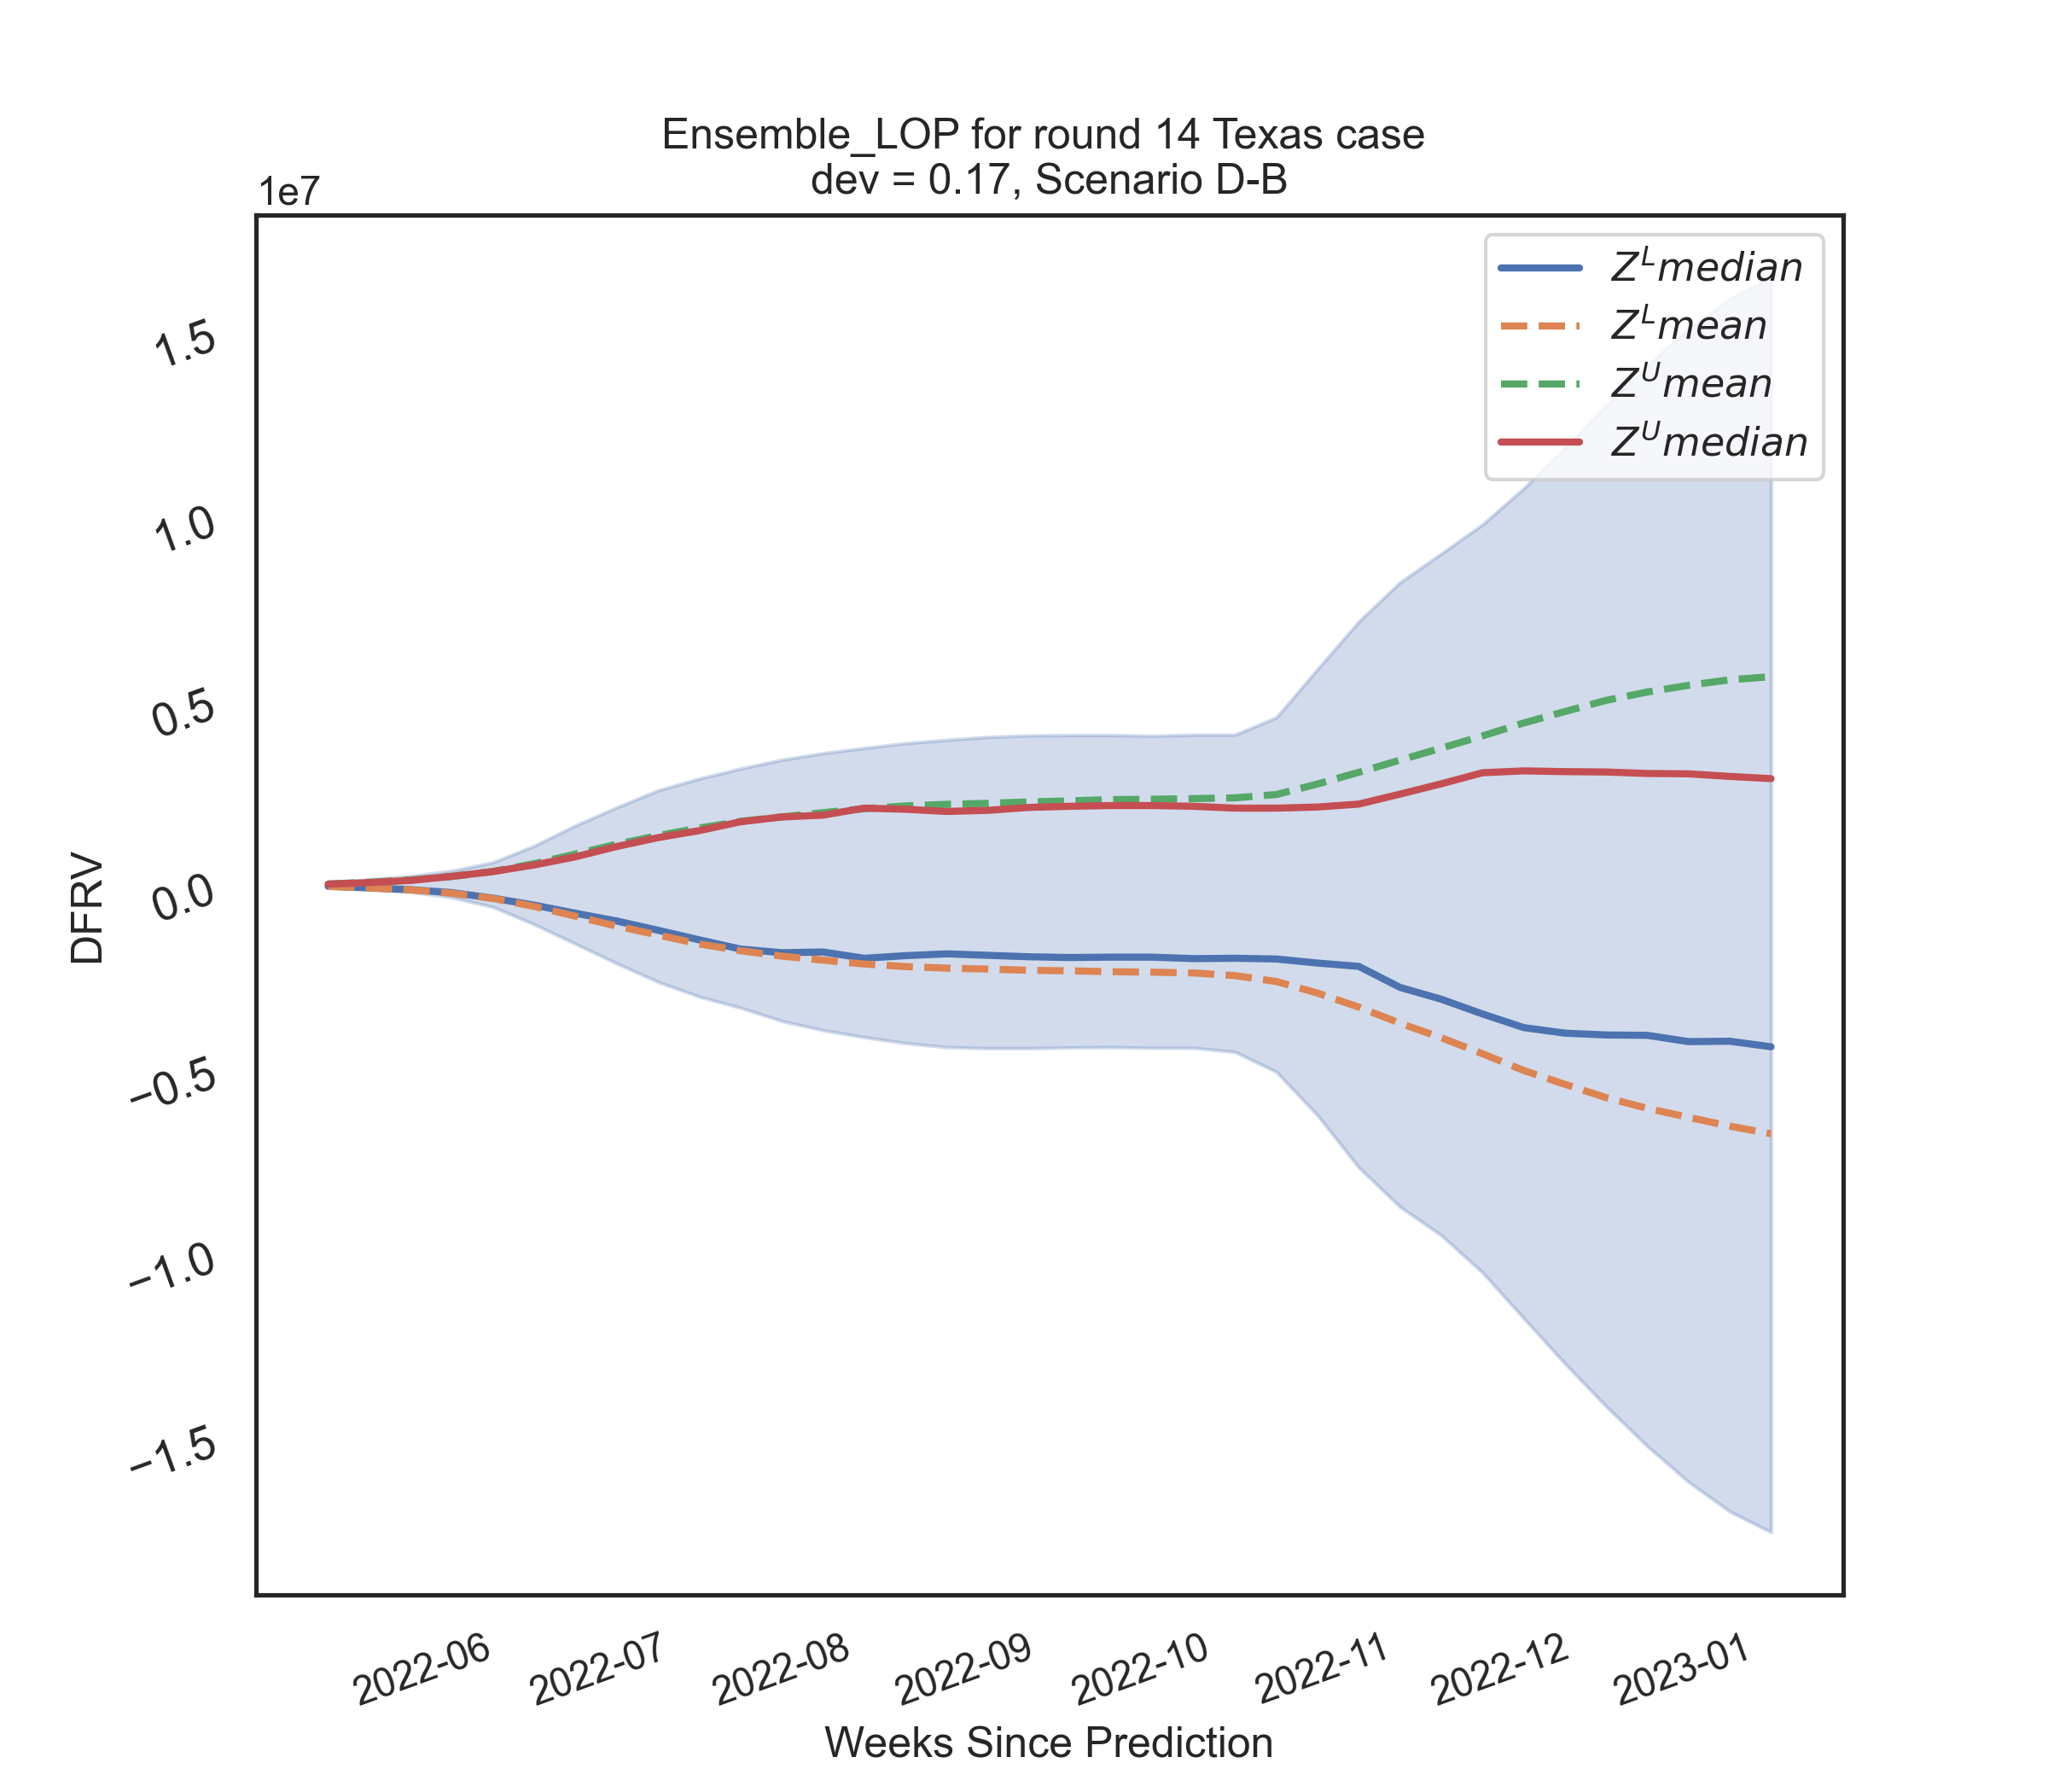 Ensemble_LOP for round 14 Texas case
dev = 0.17, Scenario D-B
1e7
Z^L median
Z^L mean
Z^U mean
Z^U median
1.5
1.0
0.5
0.0
−0.5
−1.0
−1.5
DFRV
2022-06
2022-07
2022-08
2022-09
2022-10
2022-11
2022-12
2023-01
Weeks Since Prediction